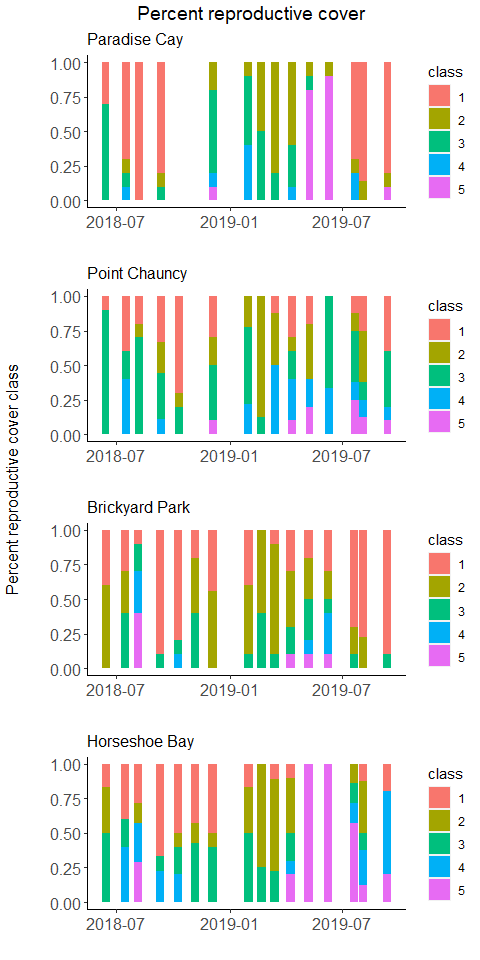 Percent reproductive cover
Percent reproductive cover class
Paradise Cay
1.00
0.75
0.50
0.25
0.00
2018-07 2019-01 2019-07
class
1
2
3
4
5
Point Chauncy
1.00
0.75
0.50
0.25
0.00
2018-07 2019-01 2019-07
class
1
2
3
4
5
Brickyard Park
1.00
0.75
0.50
0.25
0.00
2018-07 2019-01 2019-07
class
1
2
3
4
5
Horseshoe Bay
1.00
0.75
0.50
0.25
0.00
2018-07 2019-01 2019-07
class
1
2
3
4
5